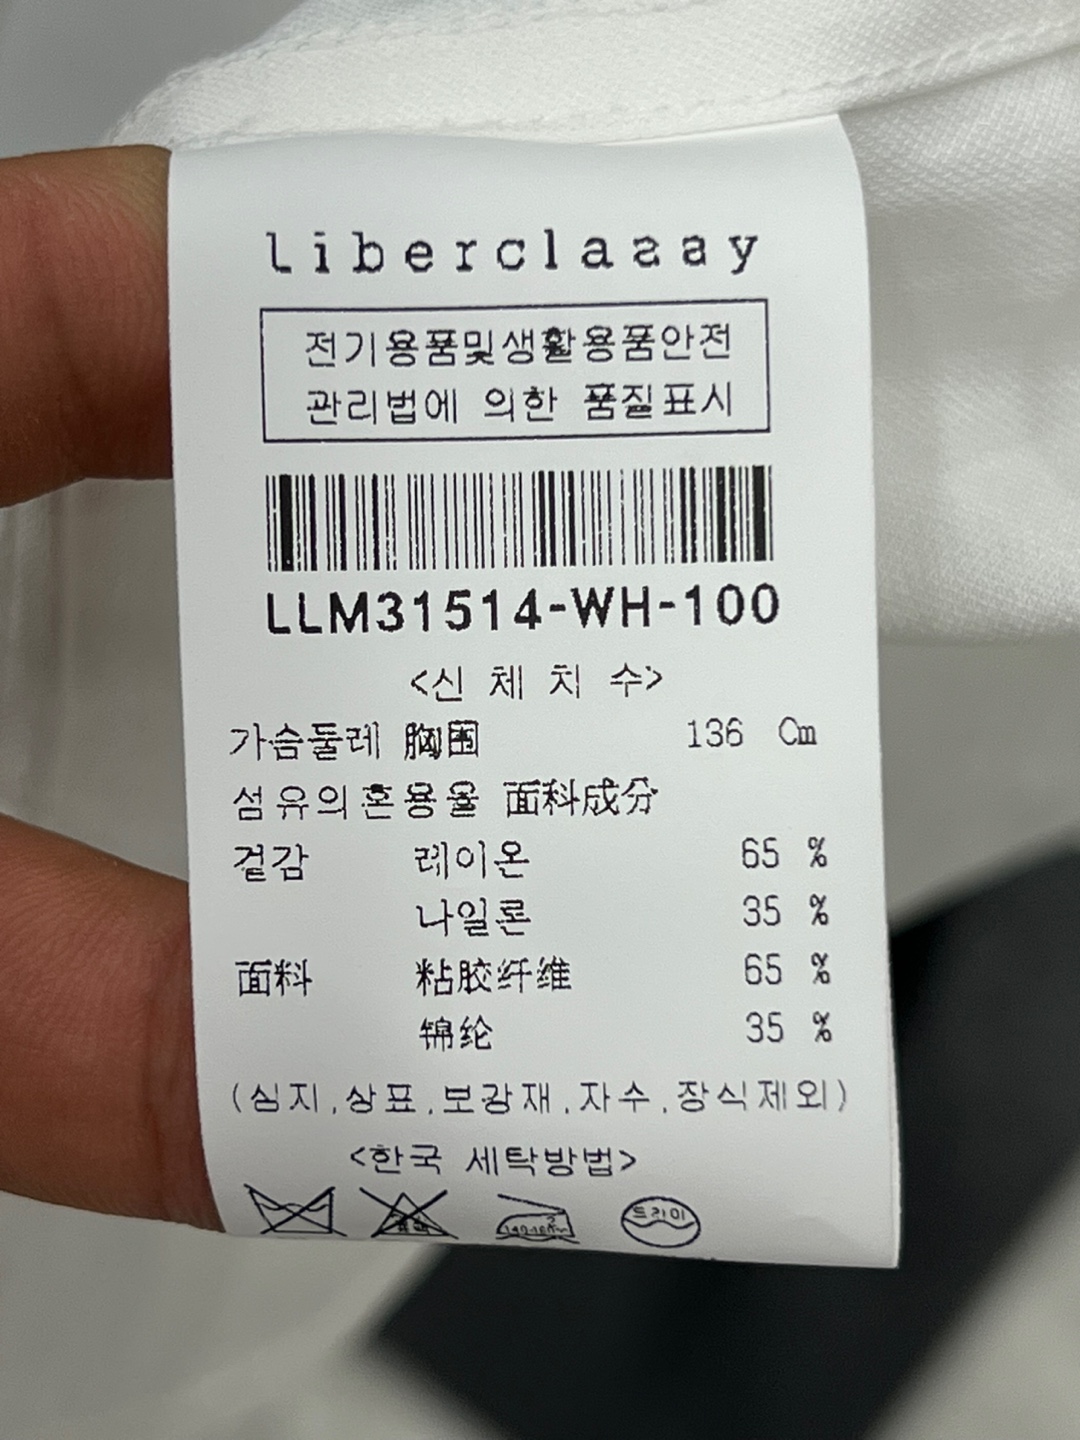 liberclassy
전기용품및생활용품안전
관리법에 의한 품질표시
LLM31514-WH-100
<신 체 치 수>
가슴둘레 胸围 136 Cm
섬유의혼용율 面料成分
겉감 레이온 65 %
나일론 35 %
面料 粘胶纤维 65 %
锦纶 35 %
(심지,상표,보강재,자수,장식제외)
<한국 세탁방법>
드라이